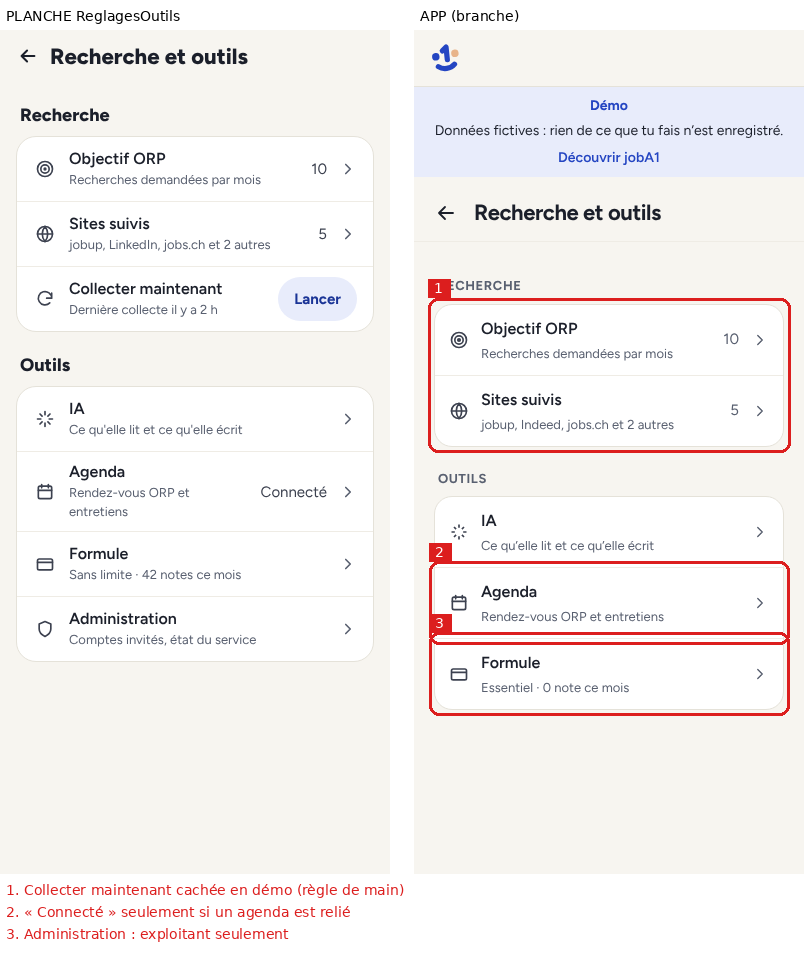 PLANCHE ReglagesOutils
Recherche et outils
Recherche
Objectif ORP
Recherches demandées par mois
10
Sites suivis
jobup, LinkedIn, jobs.ch et 2 autres
5
Collecter maintenant
Dernière collecte il y a 2 h
Lancer
Outils
IA
Ce qu'elle lit et ce qu'elle écrit
Agenda
Rendez-vous ORP et
entretiens
Connecté
Formule
Sans limite · 42 notes ce mois
Administration
Comptes invités, état du service
APP (branche)
Démo
Données fictives : rien de ce que tu fais n’est enregistré.
Découvrir jobA1
Recherche et outils
1
ECHERCHE
Objectif ORP
Recherches demandées par mois
10
Sites suivis
jobup, Indeed, jobs.ch et 2 autres
5
OUTILS
IA
Ce qu’elle lit et ce qu’elle écrit
2
Agenda
Rendez-vous ORP et entretiens
3
Formule
Essentiel · 0 note ce mois
1. Collecter maintenant cachée en démo (règle de main)
2. « Connecté » seulement si un agenda est relié
3. Administration : exploitant seulement